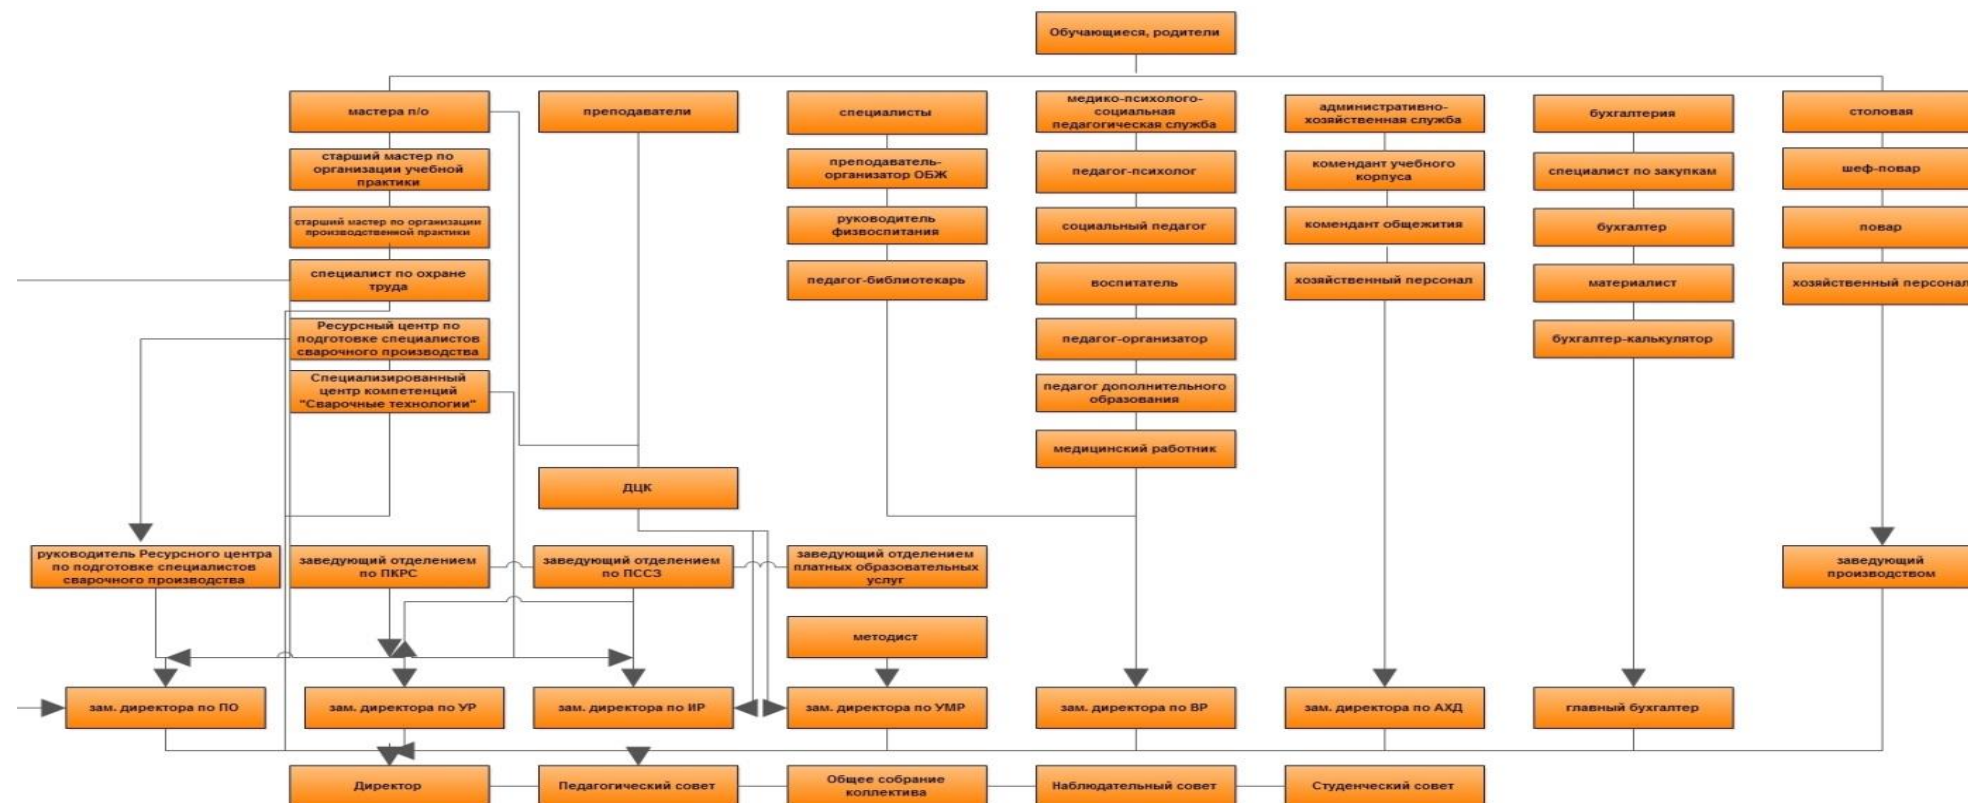 Обучающиеся, родители
мастера п/о
преподаватели
специалисты
медико-психолого-
социальная
педагогическая служба
административно-
хозяйственная служба
бухгалтерия
столовая
старший мастер по
организации учебной
практики
преподаватель-
организатор ОБЖ
педагог-психолог
комендант учебного
корпуса
специалист по закупкам
шеф-повар
старший мастер по организации
производственной практики
руководитель
физвоспитания
социальный педагог
комендант общежития
бухгалтер
повар
специалист по охране
труда
педагог-библиотекарь
воспитатель
хозяйственный персонал
материалист
хозяйственный персонал
Ресурсный центр по
подготовке специалистов
сварочного производства
педагог-организатор
бухгалтер-калькулятор
Специализированный
центр компетенций
"Сварочные технологии"
педагог дополнительного
образования
медицинский работник
ДЦК
руководитель Ресурсного центра
по подготовке специалистов
сварочного производства
заведующий отделением
по ПКРС
заведующий отделением
по ПССЗ
заведующий отделением
платных образовательных
услуг
заведующий
производством
методист
зам. директора по ПО
зам. директора по УР
зам. директора по ИР
зам. директора по УМР
зам. директора по ВР
зам. директора по АХД
главный бухгалтер
Директор
Педагогический совет
Общее собрание
коллектива
Наблюдательный совет
Студенческий совет